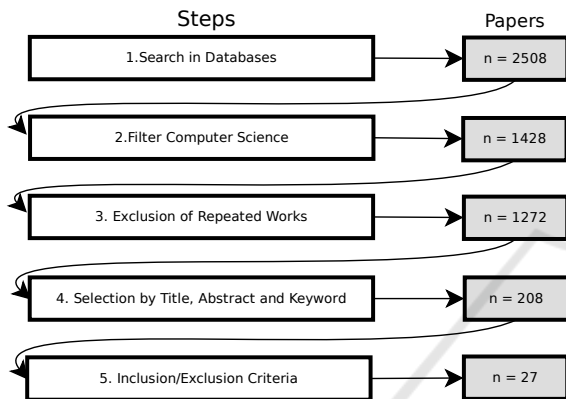 Steps Papers
1.Search in Databases n = 2508
2.Filter Computer Science n = 1428
3. Exclusion of Repeated Works n = 1272
4. Selection by Title, Abstract and Keyword n = 208
5. Inclusion/Exclusion Criteria n = 27